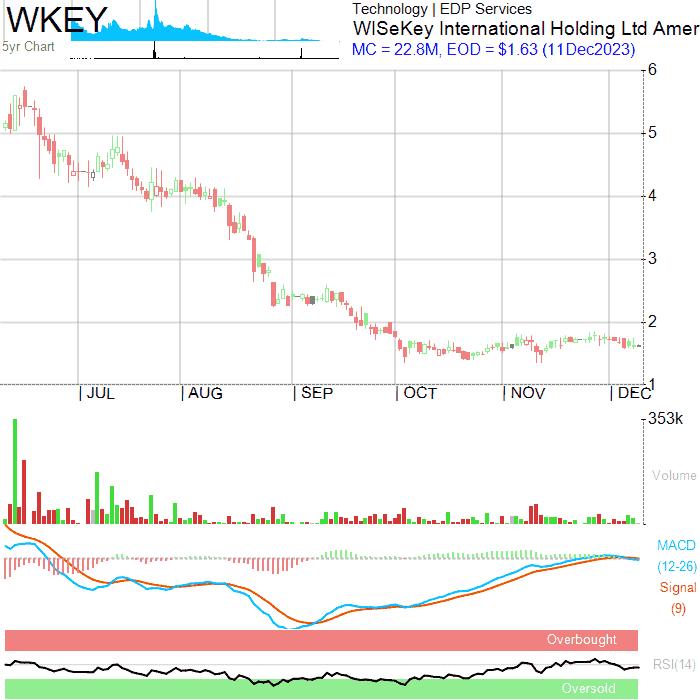 WKEY
5yr Chart
Technology | EDP Services
WISeKey International Holding Ltd Amer
MC = 22.8M, EOD = $1.63 (11Dec2023)
6
5
4
3
2
1
| JUL | AUG | SEP | OCT | NOV | DEC
353k
Volume
MACD
(12-26)
Signal
(9)
Overbought
RSI(14)
Oversold